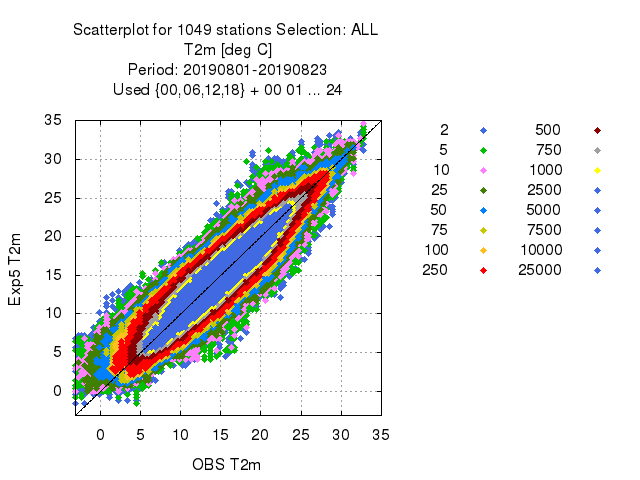 Scatterplot for 1049 stations Selection: ALL
T2m [deg C]
Period: 20190801-20190823
Used {00,06,12,18} + 00 01 ... 24
35
30
25
20
15
10
5
0
Exp5 T2m
0 5 10 15 20 25 30 35
OBS T2m
2 500
5 750
10 1000
25 2500
50 5000
75 7500
100 10000
250 25000